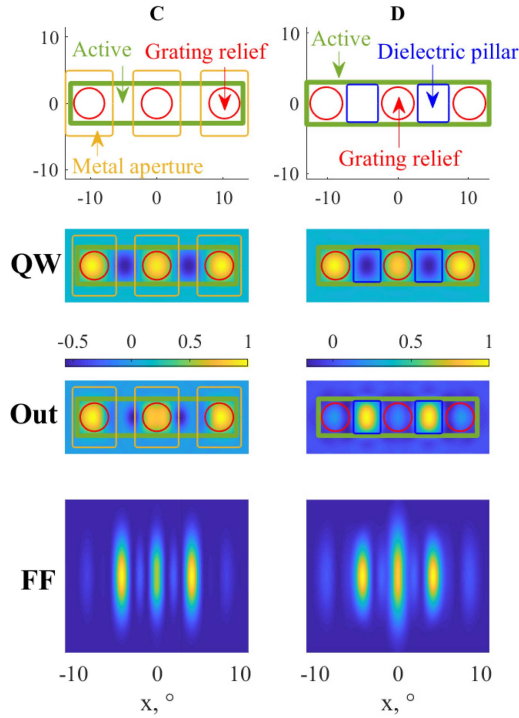 C D
10
Active
Grating relief
0
Metal aperture
-10
-10 0 10
10
Active
Dielectric pillar
0
Grating relief
-10
-10 0 10
QW
-0.5 0 0.5 1
0 0.5 1
Out
FF
-10 0 10
x, °
-10 0 10
x, °